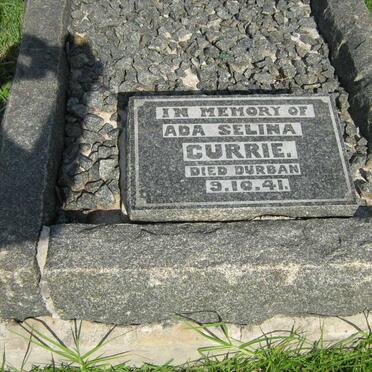 IN MEMORY OF
ADA SELINA
CURRIE.
DIED DURBAN
9.10.41.